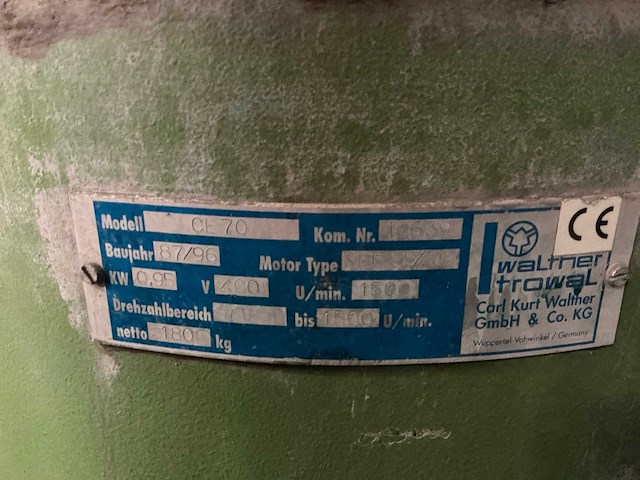 Modell CE 70 Kom. Nr.
Baujahr 87/96 Motor Type
KW 0,95 V 400 U/min. 1500
Drehzahlbereich bis 1500 U/min.
netto 1800 kg
CE
walther
trowal
Carl Kurt Walther
GmbH & Co. KG
Wuppertal-Vohwinkel / Germany